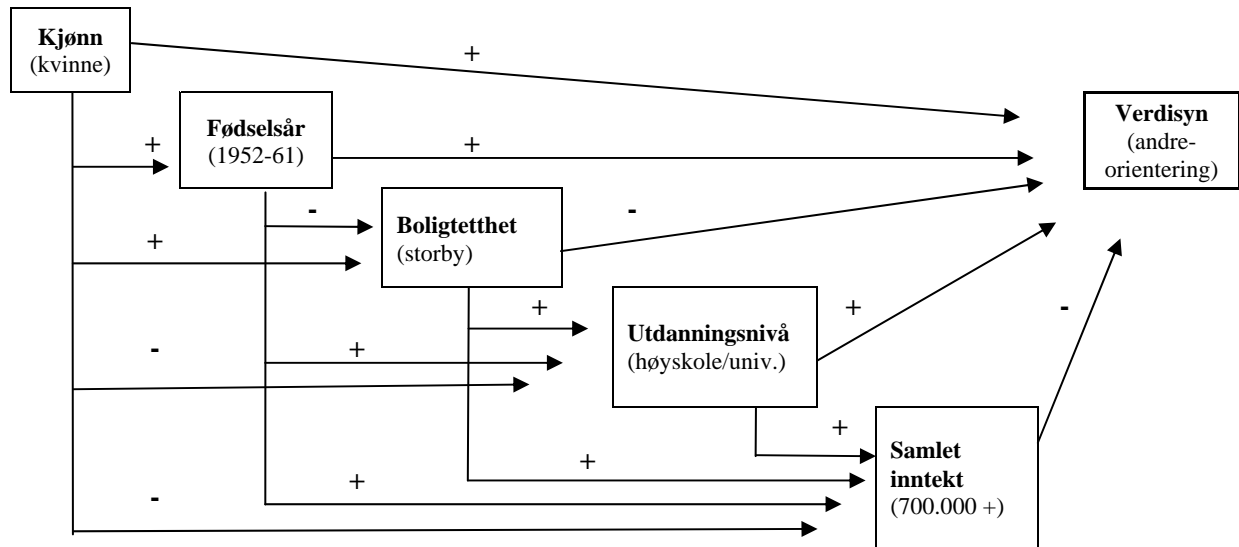 Kjønn
(kvinne)
+
Fødselsår
(1952-61)
+
+
Verdisyn
(andre-
orientering)
-
Boligtetthet
(storby)
-
+
+
Utdanningsnivå
(høyskole/univ.)
+
-
-
+
+
Samlet
inntekt
(700.000 +)
+
-
+